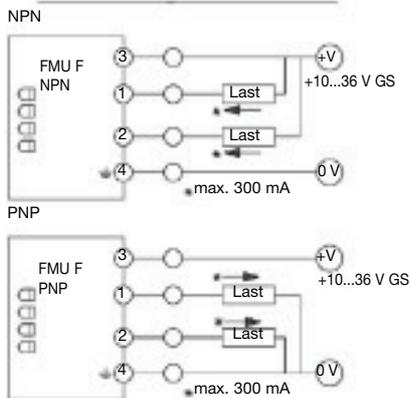 NPN
FMU F
NPN
3
+V
+10...36 V GS
1
Last
2
Last
4
0 V
max. 300 mA
PNP
FMU F
PNP
3
+V
+10...36 V GS
1
Last
2
Last
4
0 V
max. 300 mA